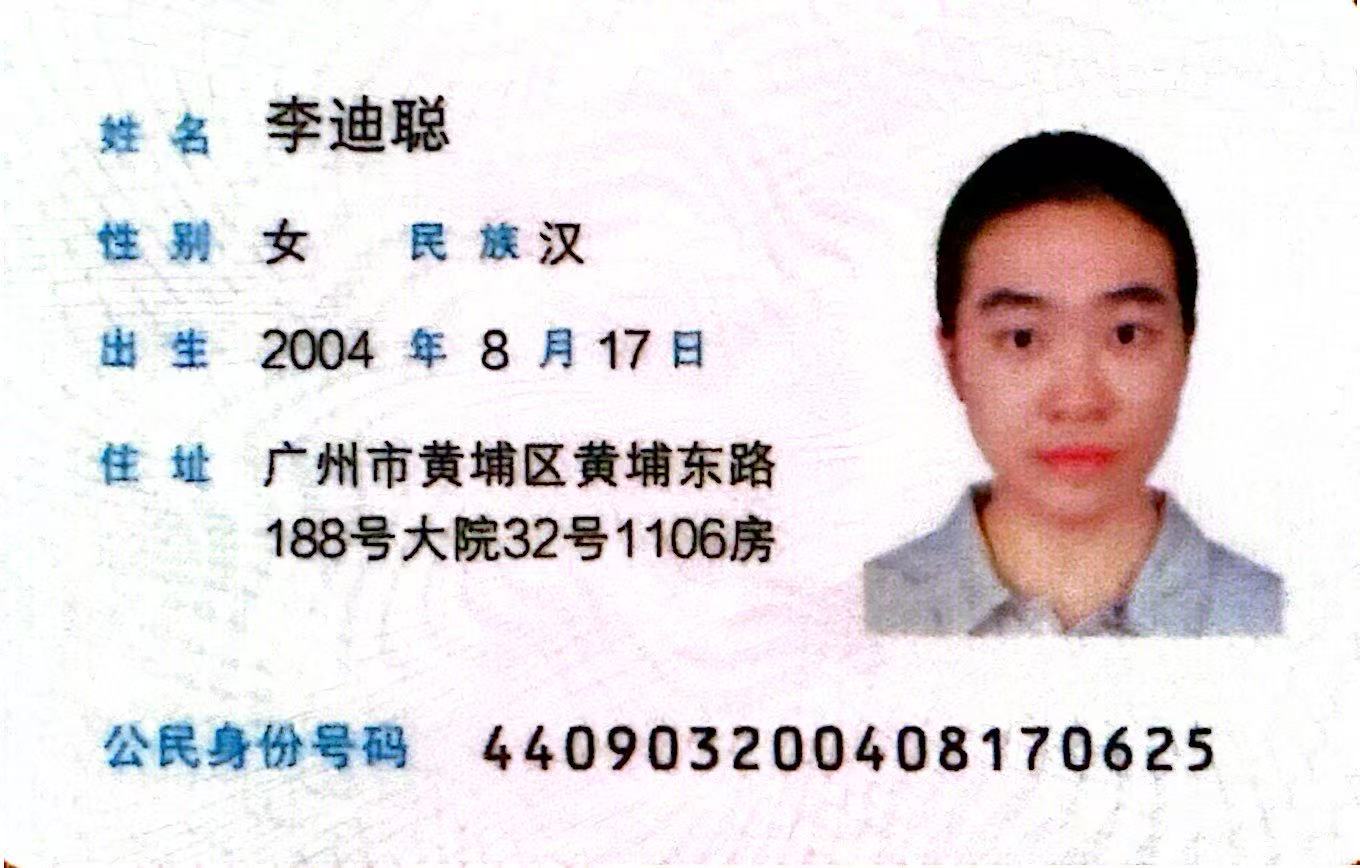 姓名 李迪聪
性别 女 民族 汉
出生 2004 年 8 月 17 日
住址 广州市黄埔区黄埔东路
188号大院32号1106房
公民身份号码 440903200408170625